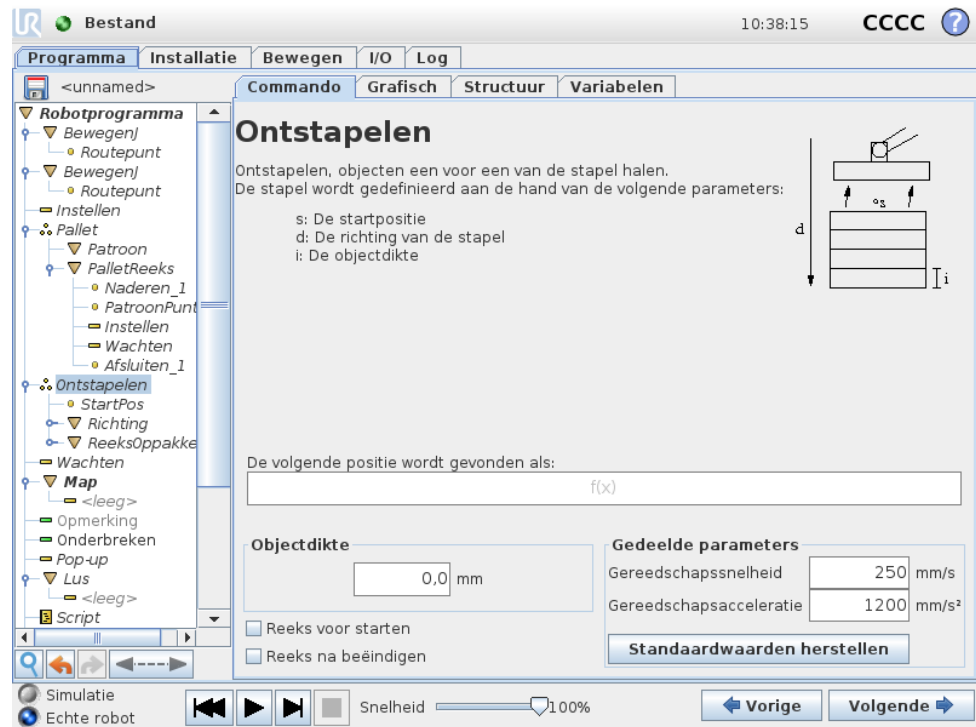 UR Bestand 10:38:15 CCCC ?
Programma Installatie Bewegen I/O Log
<unnamed>
Commando Grafisch Structuur Variabelen
Robotprogramma
BewegenJ
Routepunt
BewegenJ
Routepunt
Instellen
Pallet
Patroon
PalletReeks
Naderen_1
PatroonPunt
Instellen
Wachten
Afsluiten_1
Ontstapelen
StartPos
Richting
ReeksOppakke
Wachten
Map
<leeg>
Opmerking
Onderbreken
Pop-up
Lus
<leeg>
Script
Ontstapelen
Ontstapelen, objecten een voor een van de stapel halen.
De stapel wordt gedefinieerd aan de hand van de volgende parameters:
s: De startpositie
d: De richting van de stapel
i: De objectdikte
d
s
i
De volgende positie wordt gevonden als:
f(x)
Objectdikte
0,0 mm
Reeks voor starten
Reeks na beëindigen
Gedeelde parameters
Gereedschapssnelheid 250 mm/s
Gereedschapsacceleratie 1200 mm/s²
Standaardwaarden herstellen
Simulatie
Echte robot
Snelheid 100%
Vorige
Volgende